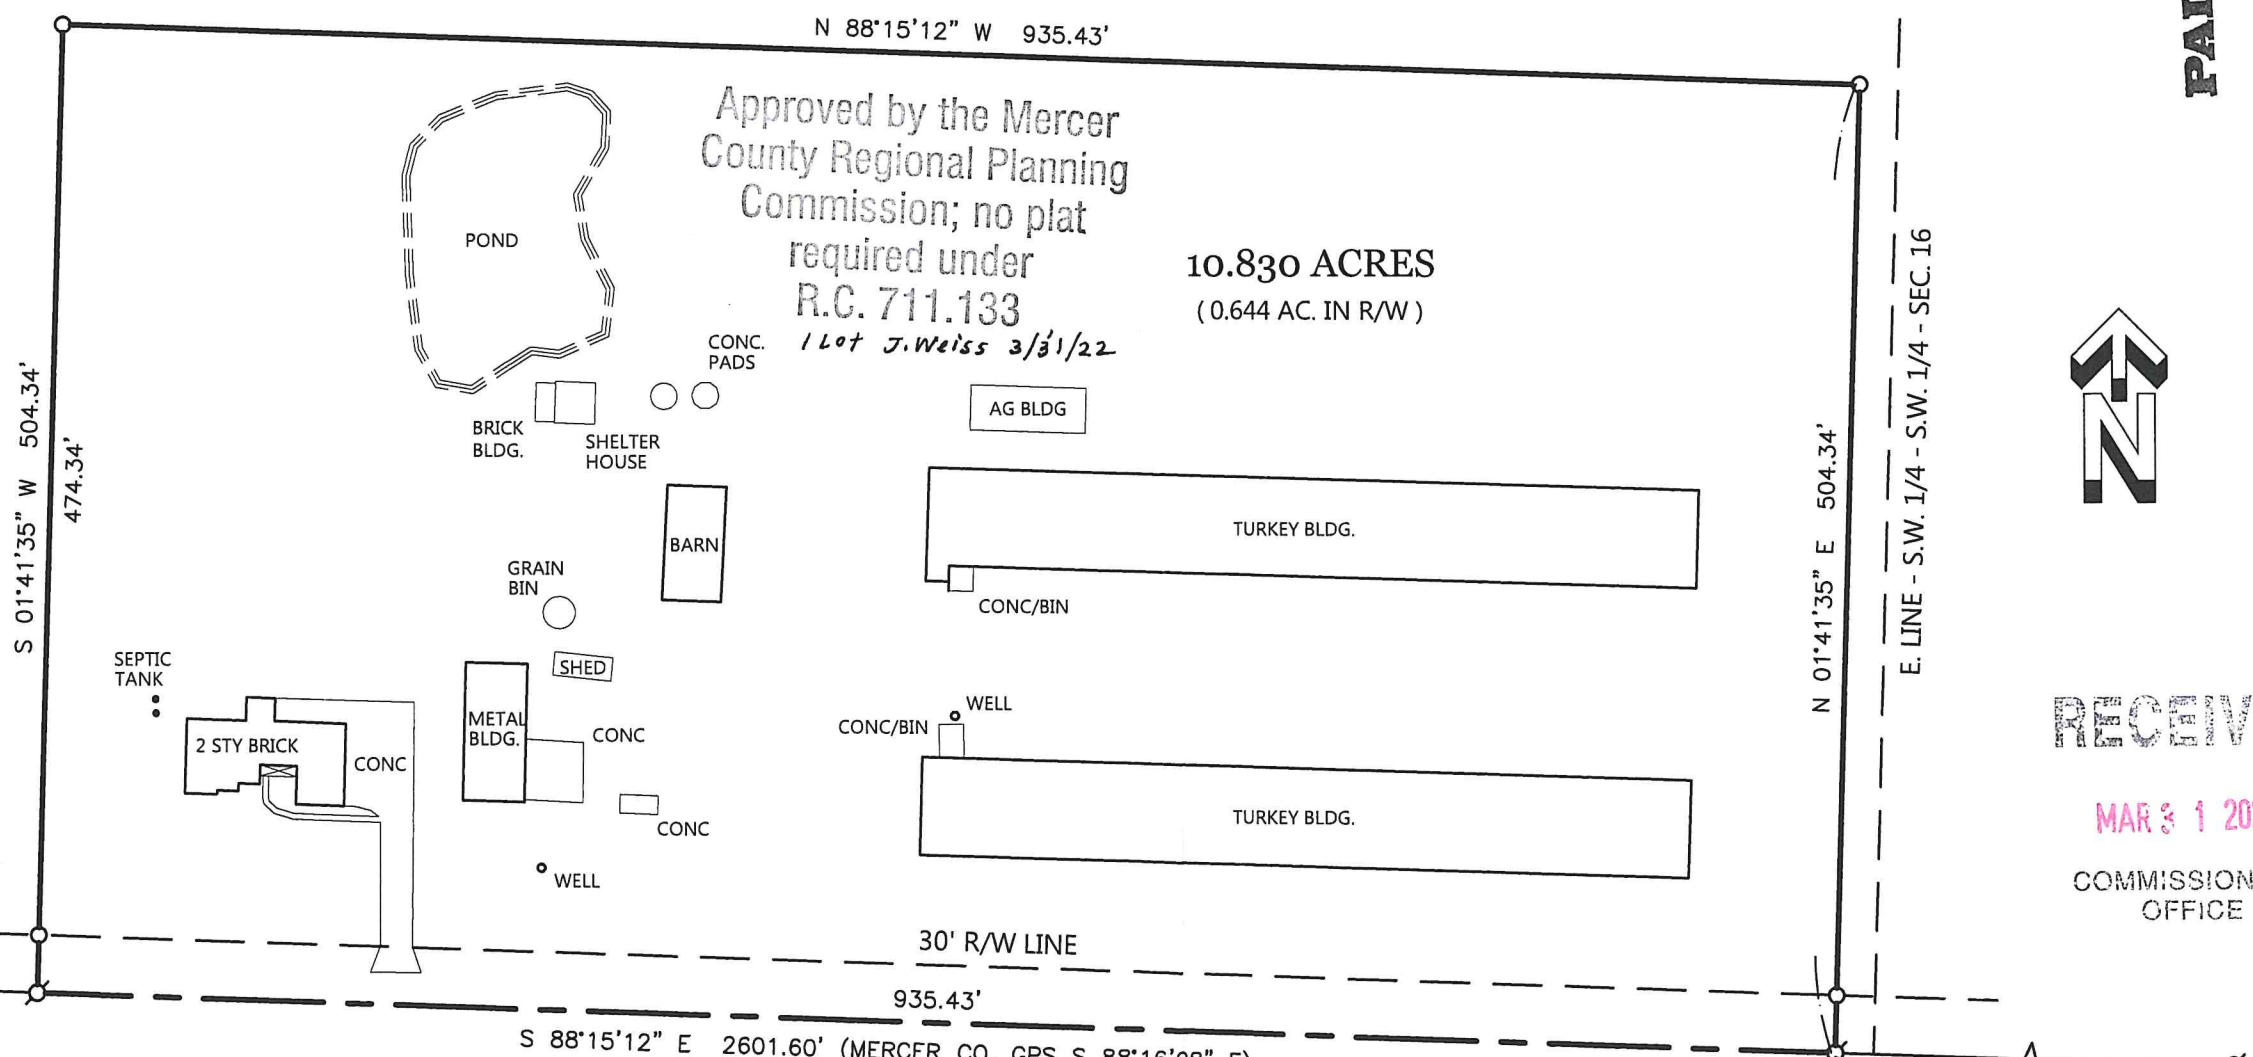 N 88°15'12" W 935.43'
Approved by the Mercer
County Regional Planning
Commission; no plat
required under
R.C. 711.133
1 Lot J. Weiss 3/31/22
10.830 ACRES
( 0.644 AC. IN R/W )
POND
CONC.
PADS
BRICK
BLDG.
SHELTER
HOUSE
AG BLDG
S 01°41'35" W 504.34'
474.34'
BARN
TURKEY BLDG.
CONC/BIN
GRAIN
BIN
SHED
SEPTIC
TANK
2 STY BRICK
CONC
METAL
BLDG.
CONC
CONC
WELL
WELL
CONC/BIN
TURKEY BLDG.
N 01°41'35" E 504.34'
E. LINE - S.W. 1/4 - S.W. 1/4 - SEC. 16
N
RECEIV
MAR 3 1 20
COMMISSION
OFFICE
30' R/W LINE
935.43'
S 88°15'12" E 2601.60' (MERCER CO. GPS S